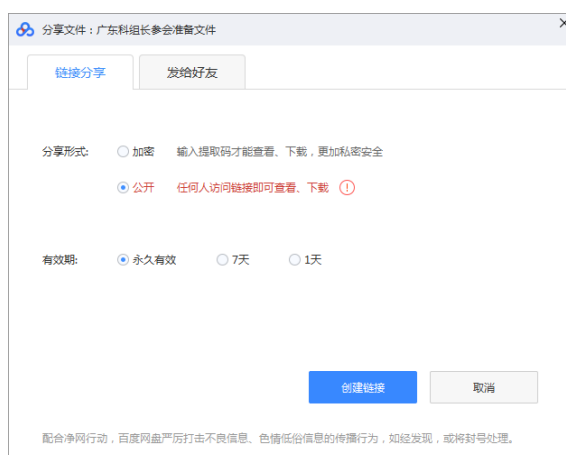 分享文件：广东科组长参会准备文件
链接分享 发给好友
分享形式: 加密 输入提取码才能查看、下载，更加私密安全
公开 任何人访问链接即可查看、下载
有效期: 永久有效 7天 1天
创建链接 取消
配合净网行动，百度网盘严厉打击不良信息、色情低俗信息的传播行为，如经发现，或将封号处理。